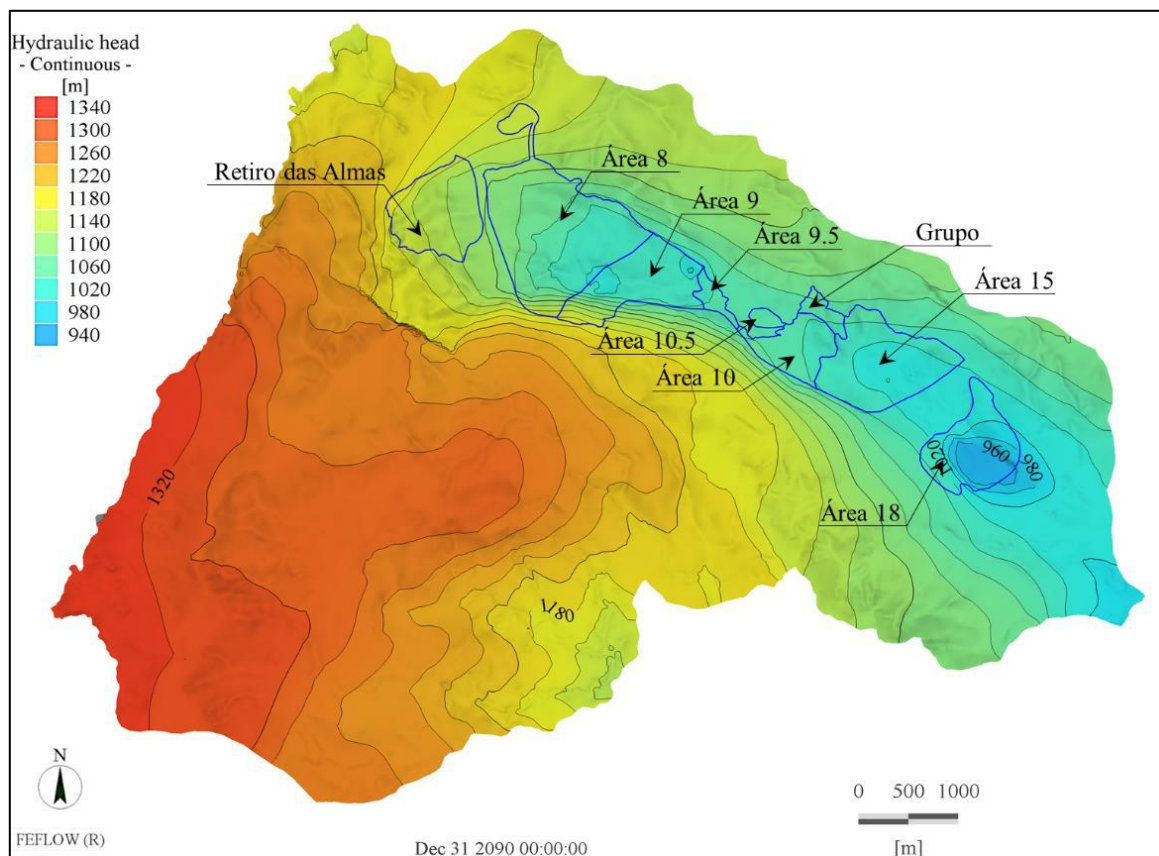 Hydraulic head
- Continuous -
[m]
1340
1300
1260
1220
1180
1140
1100
1060
1020
980
940
Retiro das Almas
Área 8
Área 9
Área 9.5
Grupo
Área 15
Área 10.5
Área 10
1320
960
980
1020
Área 18
1180
N
FEFLOW (R)
Dec 31 2090 00:00:00
0 500 1000
[m]